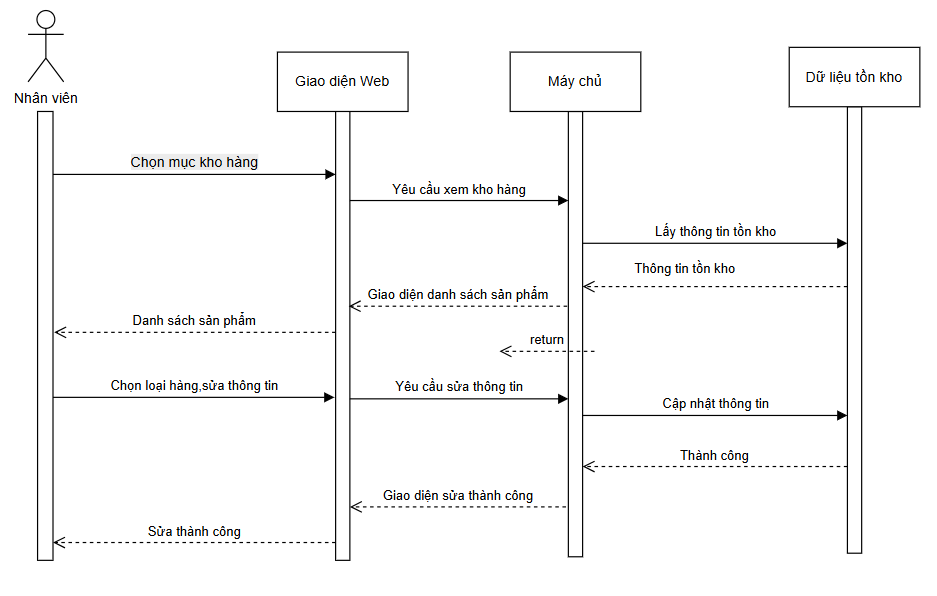 Nhân viên
Giao diện Web
Máy chủ
Dữ liệu tồn kho
Chọn mục kho hàng
Yêu cầu xem kho hàng
Lấy thông tin tồn kho
Thông tin tồn kho
Giao diện danh sách sản phẩm
Danh sách sản phẩm
return
Chọn loại hàng,sửa thông tin
Yêu cầu sửa thông tin
Cập nhật thông tin
Thành công
Giao diện sửa thành công
Sửa thành công